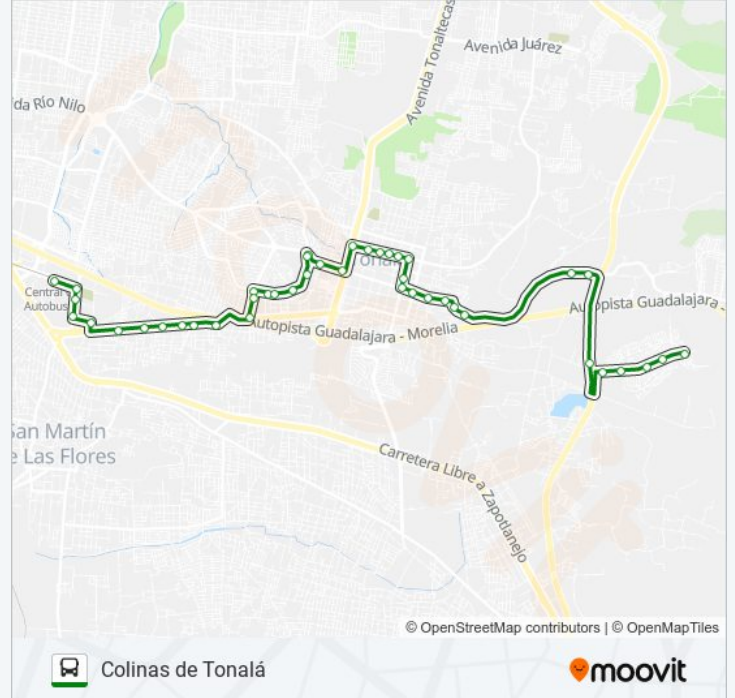 Avenida Juárez
Avenida Tonaltecas
da Río Nilo
Central
Autobus
Autopista Guadalajara -
Autopista Guadalajara - Morelia
San Martín
e Las Flores
Carretera Libre a Zapotlanejo
© OpenStreetMap contributors | © OpenMapTiles
Colinas de Tonalá
moovit